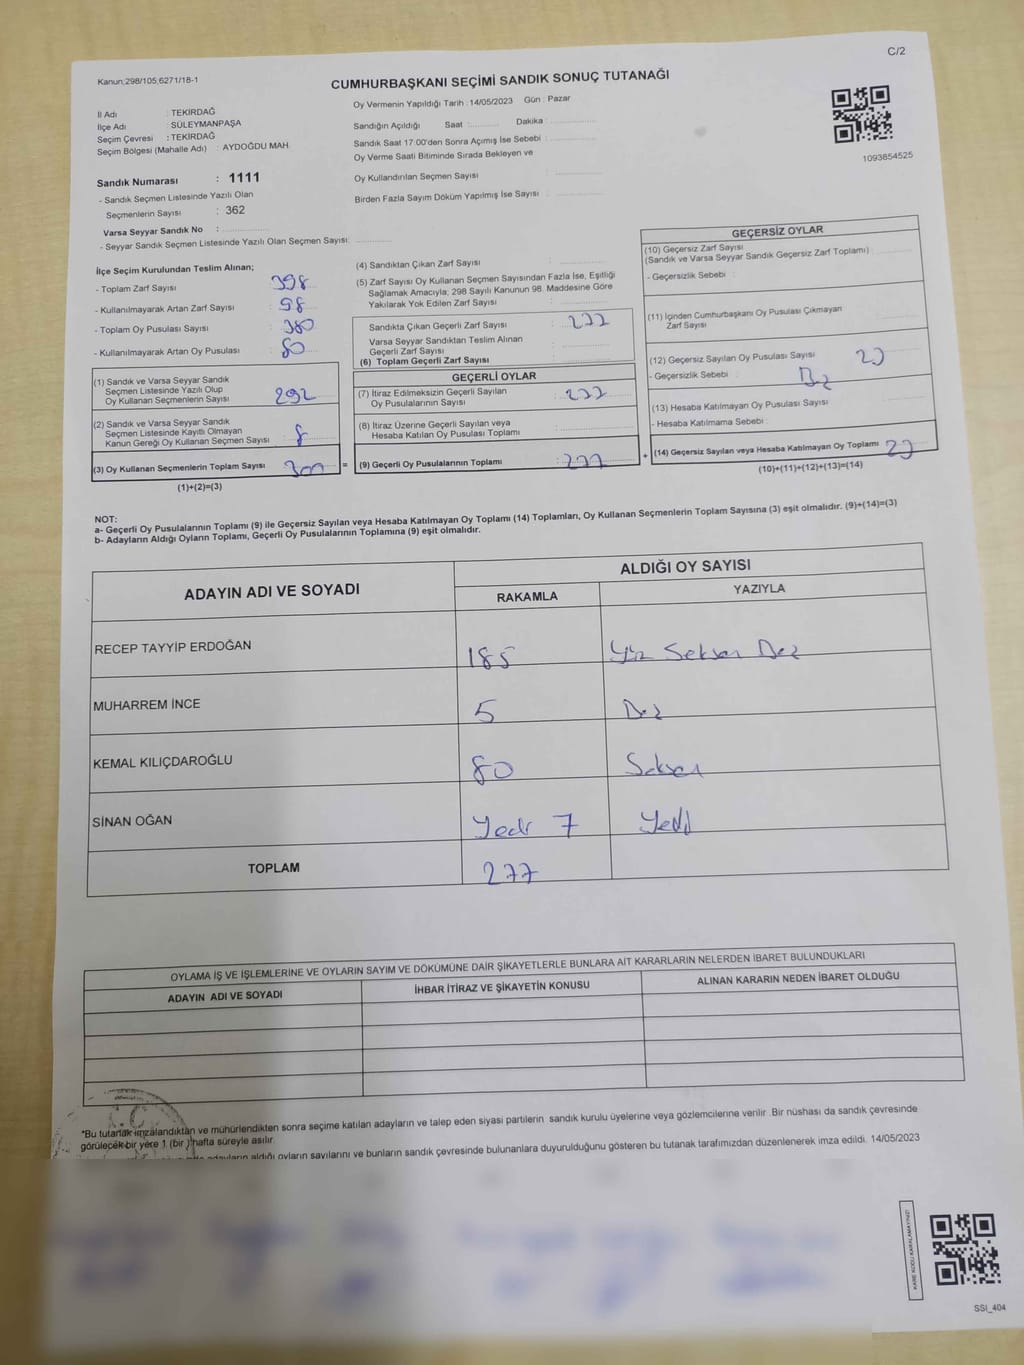 C/2
Kanun:298/105,6271/18-1
CUMHURBAŞKANI SEÇİMİ SANDIK SONUÇ TUTANAĞI
İl Adı : TEKİRDAĞ
İlçe Adı : SÜLEYMANPAŞA
Seçim Çevresi : TEKİRDAĞ
Seçim Bölgesi (Mahalle Adı) : AYDOĞDU MAH.
Sandık Numarası : 1111
- Sandık Seçmen Listesinde Yazılı Olan
Seçmenlerin Sayısı : 362
Varsa Seyyar Sandık No :
- Seyyar Sandık Seçmen Listesinde Yazılı Olan Seçmen Sayısı:
Oy Vermenin Yapıldığı Tarih : 14/05/2023 Gün : Pazar
Sandığın Açıldığı Saat : Dakika :
Sandık Saat 17:00'den Sonra Açımış İse Sebebi :
Oy Verme Saati Bitiminde Sırada Bekleyen ve
Oy Kullandırılan Seçmen Sayısı :
Birden Fazla Sayım Döküm Yapılmış İse Sayısı :
1093854525
İlçe Seçim Kurulundan Teslim Alınan;
- Toplam Zarf Sayısı : 398
- Kullanılmayarak Artan Zarf Sayısı : 98
- Toplam Oy Pusulası Sayısı : 380
- Kullanılmayarak Artan Oy Pusulası : 80
(1) Sandık ve Varsa Seyyar Sandık
Seçmen Listesinde Yazılı Olup
Oy Kullanan Seçmenlerin Sayısı : 292
(2) Sandık ve Varsa Seyyar Sandık
Seçmen Listesinde Kayıtlı Olmayan
Kanun Gereği Oy Kullanan Seçmen Sayısı : 8
(3) Oy Kullanan Seçmenlerin Toplam Sayısı : 300 =
(1)+(2)=(3)
(4) Sandıktan Çıkan Zarf Sayısı :
(5) Zarf Sayısı Oy Kullanan Seçmen Sayısından Fazla İse, Eşitliği
Sağlamak Amacıyla; 298 Sayılı Kanunun 98. Maddesine Göre
Yakılarak Yok Edilen Zarf Sayısı :
Sandıkta Çıkan Geçerli Zarf Sayısı : 277
Varsa Seyyar Sandıktan Teslim Alınan
Geçerli Zarf Sayısı :
(6) Toplam Geçerli Zarf Sayısı :
GEÇERLİ OYLAR
(7) İtiraz Edilmeksizin Geçerli Sayılan
Oy Pusulalarının Sayısı : 277
(8) İtiraz Üzerine Geçerli Sayılan veya
Hesaba Katılan Oy Pusulası Toplamı :
(9) Geçerli Oy Pusulalarının Toplamı : 277 +
GEÇERSİZ OYLAR
(10) Geçersiz Zarf Sayısı
(Sandık ve Varsa Seyyar Sandık Geçersiz Zarf Toplamı) :
- Geçersizlik Sebebi :
(11) İçinden Cumhurbaşkanı Oy Pusulası Çıkmayan
Zarf Sayısı :
(12) Geçersiz Sayılan Oy Pusulası Sayısı : 23
- Geçersizlik Sebebi :
(13) Hesaba Katılmayan Oy Pusulası Sayısı :
- Hesaba Katılmama Sebebi :
(14) Geçersiz Sayılan veya Hesaba Katılmayan Oy Toplamı : 23
(10)+(11)+(12)+(13)=(14)
NOT:
a- Geçerli Oy Pusulalarının Toplamı (9) ile Geçersiz Sayılan veya Hesaba Katılmayan Oy Toplamı (14) Toplamları, Oy Kullanan Seçmenlerin Toplam Sayısına (3) eşit olmalıdır. (9)+(14)=(3)
b- Adayların Aldığı Oyların Toplamı, Geçerli Oy Pusulalarının Toplamına (9) eşit olmalıdır.
ADAYIN ADI VE SOYADI ALDIĞI OY SAYISI
RAKAMLA YAZIYLA
RECEP TAYYİP ERDOĞAN 185 Yüz Seksen Beş
MUHARREM İNCE 5 Beş
KEMAL KILIÇDAROĞLU 80 Seksen
SİNAN OĞAN Yedi 7 Yedi
TOPLAM 277
OYLAMA İŞ VE İŞLEMLERİNE VE OYLARIN SAYIM VE DÖKÜMÜNE DAİR ŞİKAYETLERLE BUNLARA AİT KARARLARIN NELERDEN İBARET BULUNDUKLARI
ADAYIN ADI VE SOYADI İHBAR İTİRAZ VE ŞİKAYETİN KONUSU ALINAN KARARIN NEDEN İBARET OLDUĞU
T.C
*Bu tutanak imzalandıktan ve mühürlendikten sonra seçime katılan adayların ve talep eden siyasi partilerin sandık kurulu üyelerine veya gözlemcilerine verilir .Bir nüshası da sandık çevresinde
görülecek bir yere 1 (bir ) hafta süreyle asılır.
adayların aldığı oyların sayılarını ve bunların sandık çevresinde bulunanlara duyurulduğunu gösteren bu tutanak tarafımızdan düzenlenerek imza edildi. 14/05/2023
KARE KODU KARALAMAYINIZ!
SSI_404